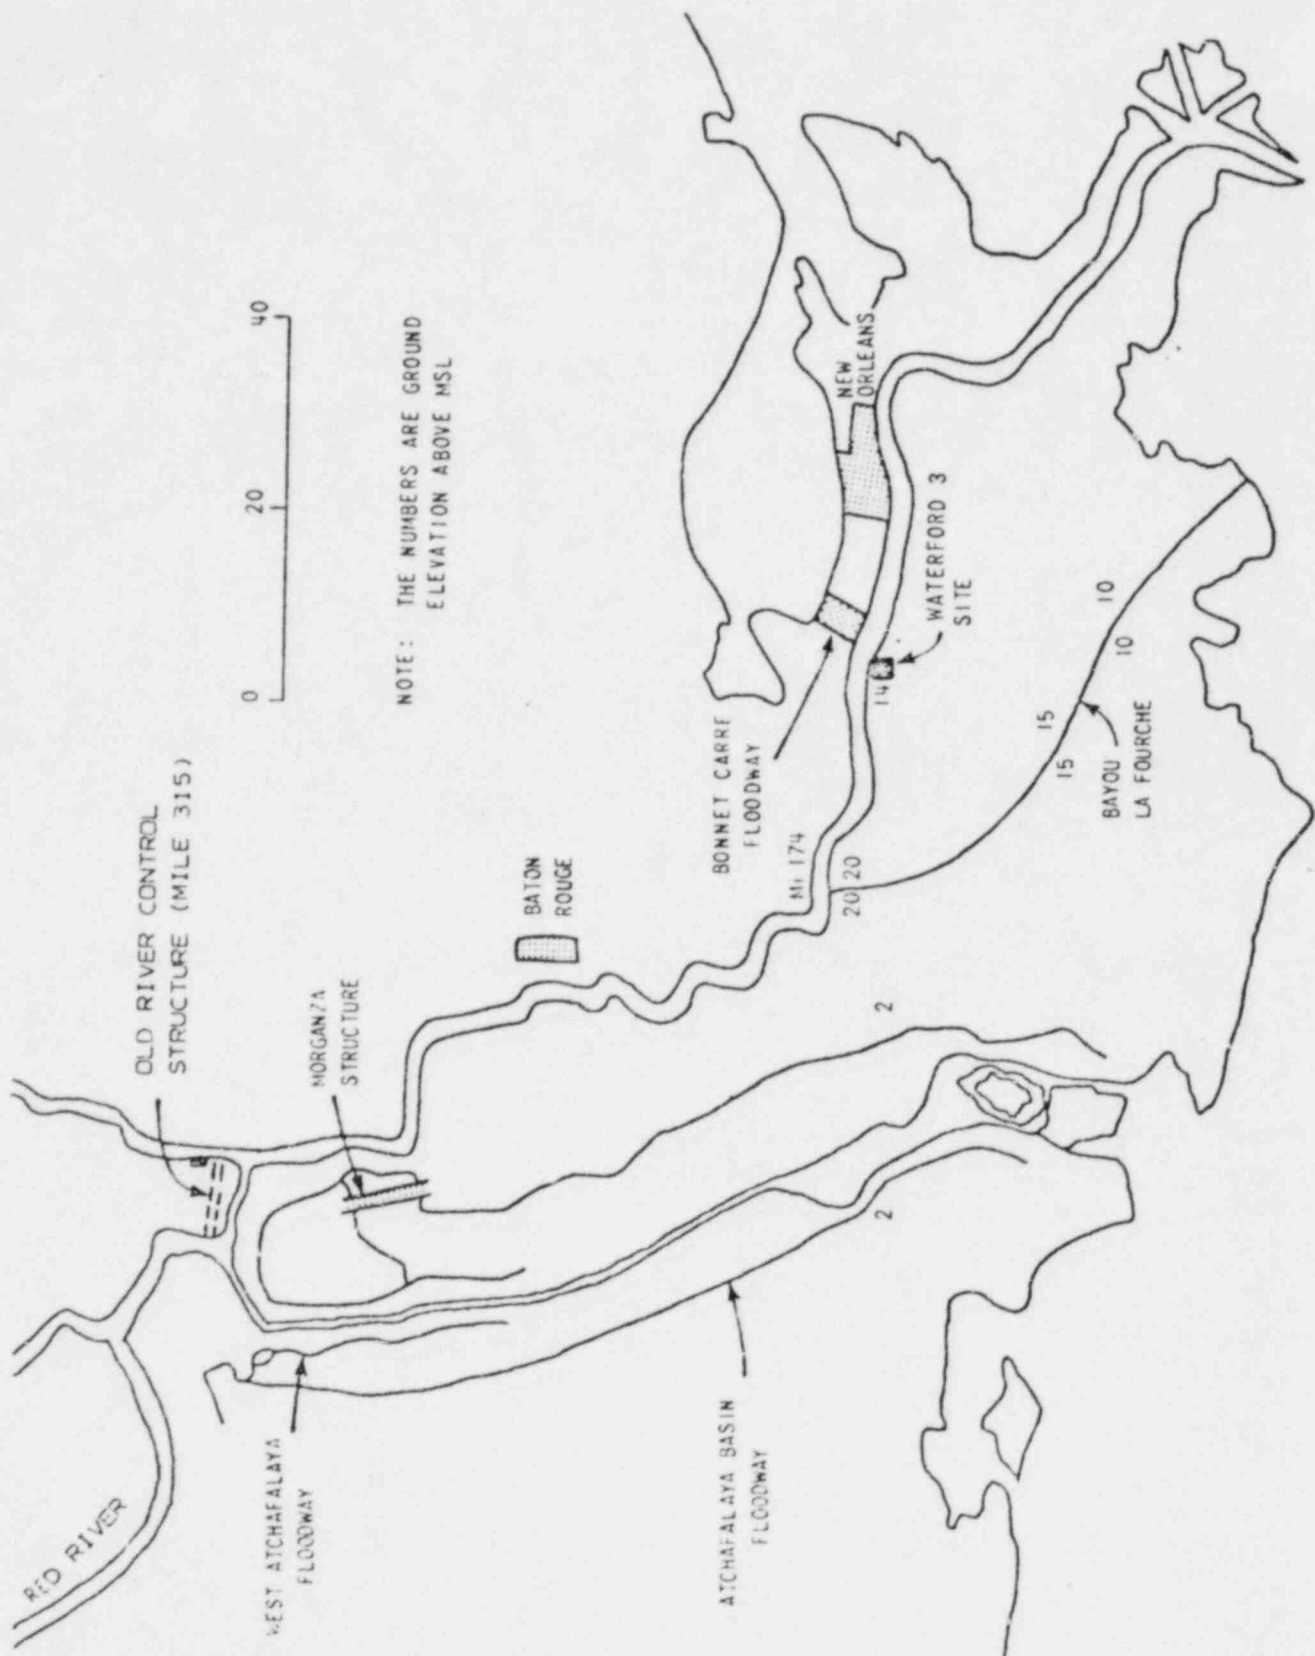 RED RIVER
OLD RIVER CONTROL
STRUCTURE (MILE 315)
0 20 40
NOTE: THE NUMBERS ARE GROUND
ELEVATION ABOVE MSL
WEST ATCHAFALAYA
FLOODWAY
MORGANZA
STRUCTURE
BATON
ROUGE
ATCHAFALAYA BASIN
FLOODWAY
BONNET CARRE
FLOODWAY
NEW
ORLEANS
Mi 174
20 20
14
WATERFORD 3
SITE
2
2
15
15
10
10
BAYOU
LA FOURCHE